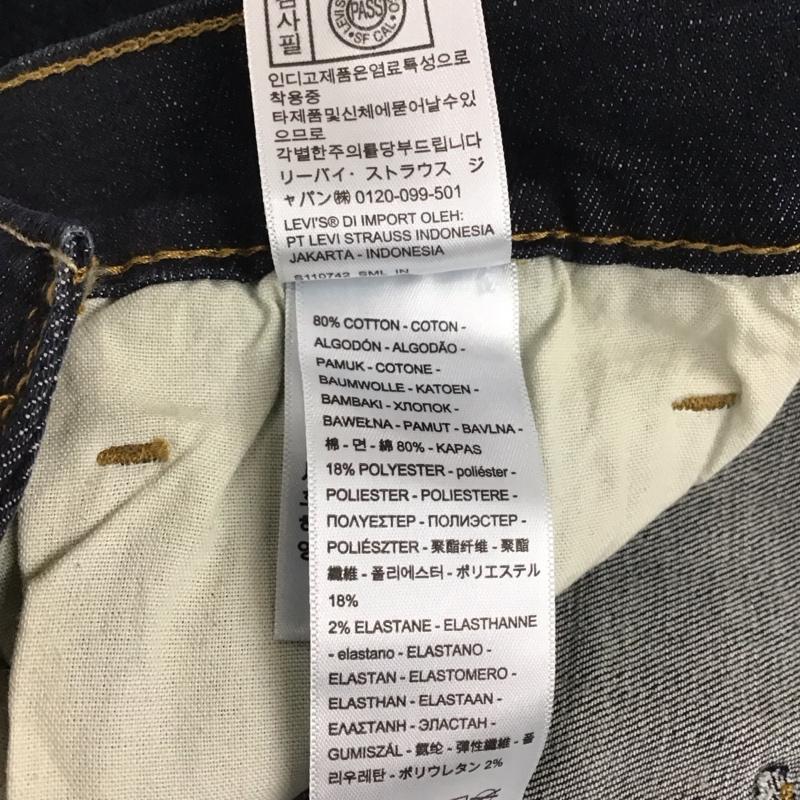 검사필
PASS
SF CAL
인디고제품은염료특성으로
착용중
타제품및신체에묻어날수있
으므로
각별한주의를당부드립니다
リーバイ・ストラウス ジ
ャパン㈱ 0120-099-501
LEVI'S® DI IMPORT OLEH:
PT LEVI STRAUSS INDONESIA
JAKARTA - INDONESIA
S110742 SML IN
80% COTTON - COTON -
ALGODÓN - ALGODÃO -
PAMUK - COTONE -
BAUMWOLLE - KATOEN -
BAMBAKI - ХЛОПОК -
BAWEŁNA - PAMUT - BAVLNA -
棉 - 면 - 綿 80% - KAPAS
18% POLYESTER - poliéster -
POLIESTER - POLIESTERE -
ΠΟΛΥΕΣΤΕΡ - ПОЛИЭСТЕР -
POLIÉSZTER - 聚酯纤维 - 聚酯
纖維 - 폴리에스터 - ポリエステル
18%
2% ELASTANE - ELASTHANNE
- elastano - ELASTANO -
ELASTAN - ELASTOMERO -
ELASTHAN - ELASTAAN -
ΕΛΑΣΤΑΝΗ - ЭЛАСТАН -
GUMISZÁL - 氨纶 - 彈性纖維 - 폴
리우레탄 - ポリウレタン 2%